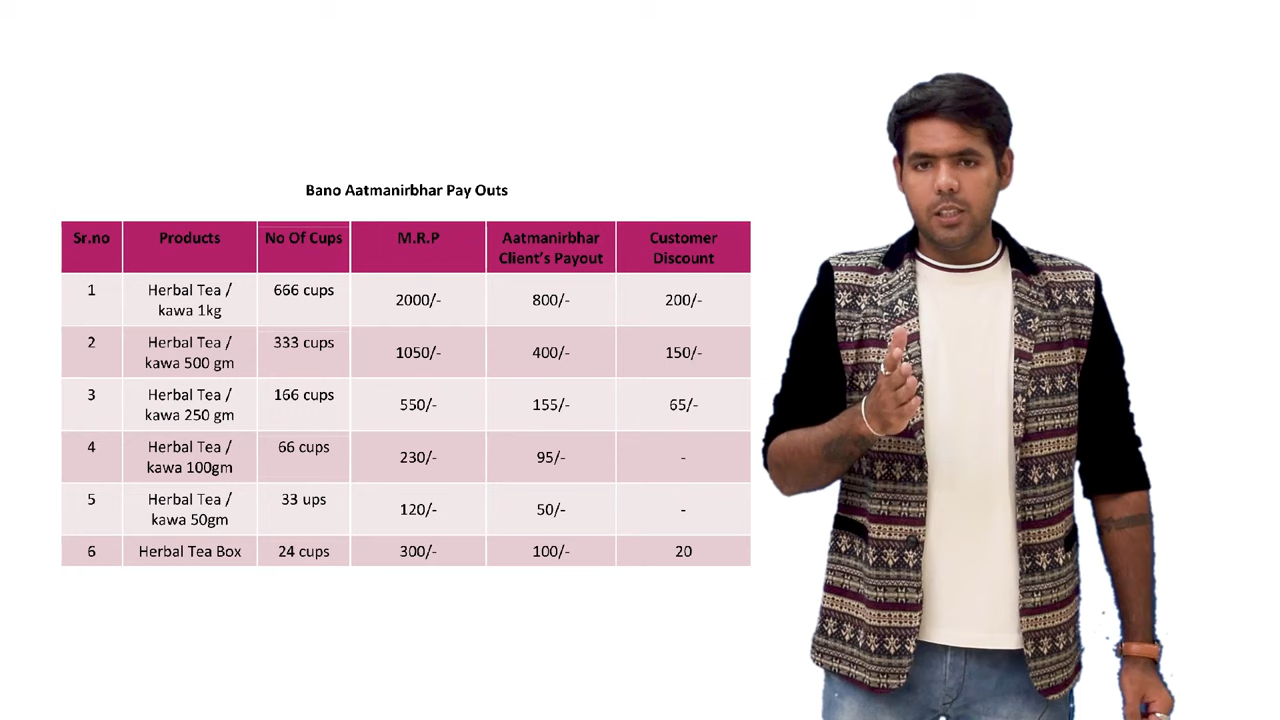 Bano Aatmanirbhar Pay Outs
Sr.no Products No Of Cups M.R.P Aatmanirbhar Client's Payout Customer Discount
1 Herbal Tea / kawa 1kg 666 cups 2000/- 800/- 200/-
2 Herbal Tea / kawa 500 gm 333 cups 1050/- 400/- 150/-
3 Herbal Tea / kawa 250 gm 166 cups 550/- 155/- 65/-
4 Herbal Tea / kawa 100gm 66 cups 230/- 95/- -
5 Herbal Tea / kawa 50gm 33 ups 120/- 50/- -
6 Herbal Tea Box 24 cups 300/- 100/- 20